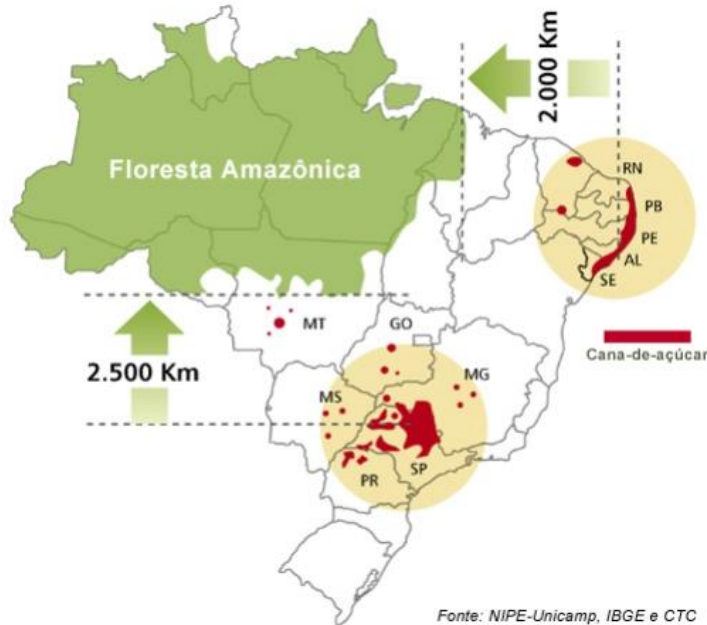 2.000 Km
Floresta Amazônica
RN
PB
PE
AL
SE
MT
GO
Cana-de-açúcar
2.500 Km
MS
MG
PR
SP
Fonte: NIPE-Unicamp, IBGE e CTC